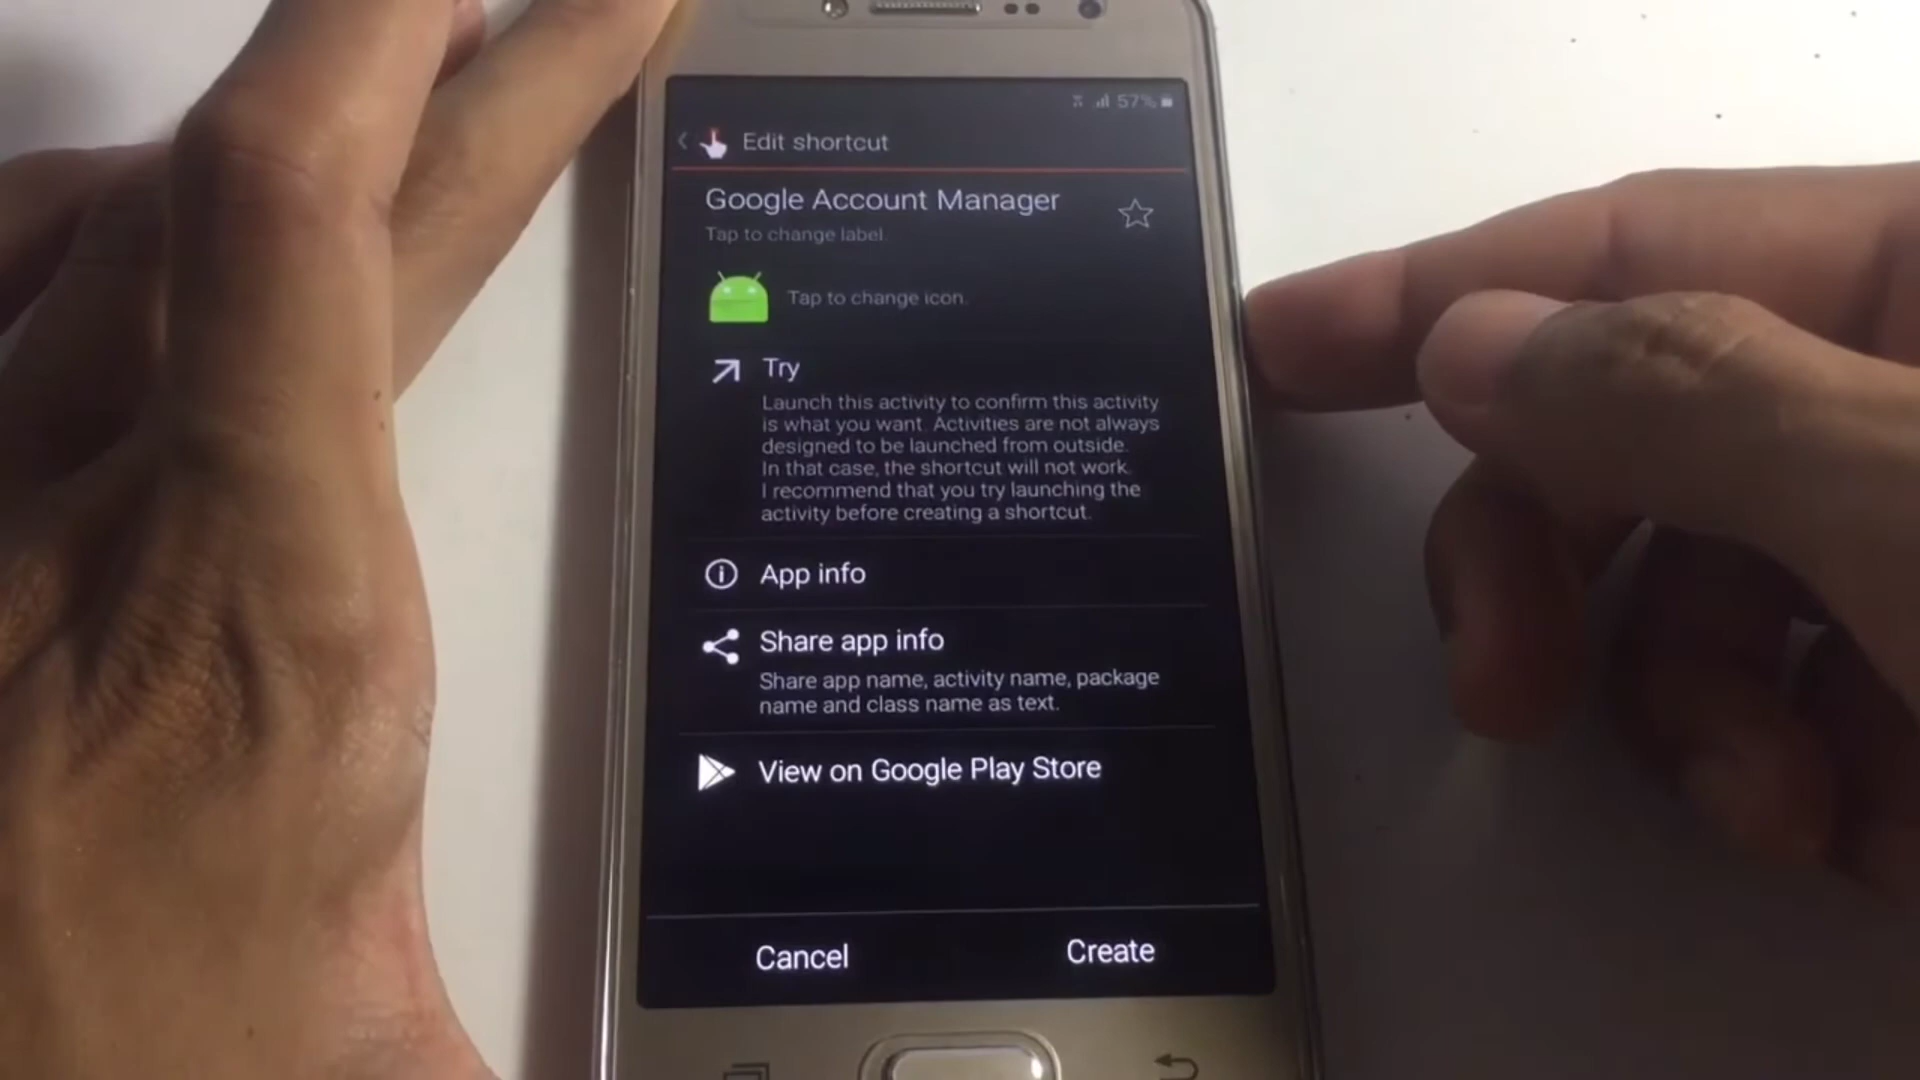 57%
Edit shortcut
Google Account Manager
Tap to change label.
Tap to change icon.
Try
Launch this activity to confirm this activity
is what you want. Activities are not always
designed to be launched from outside.
In that case, the shortcut will not work.
I recommend that you try launching the
activity before creating a shortcut.
App info
Share app info
Share app name, activity name, package
name and class name as text.
View on Google Play Store
Cancel
Create